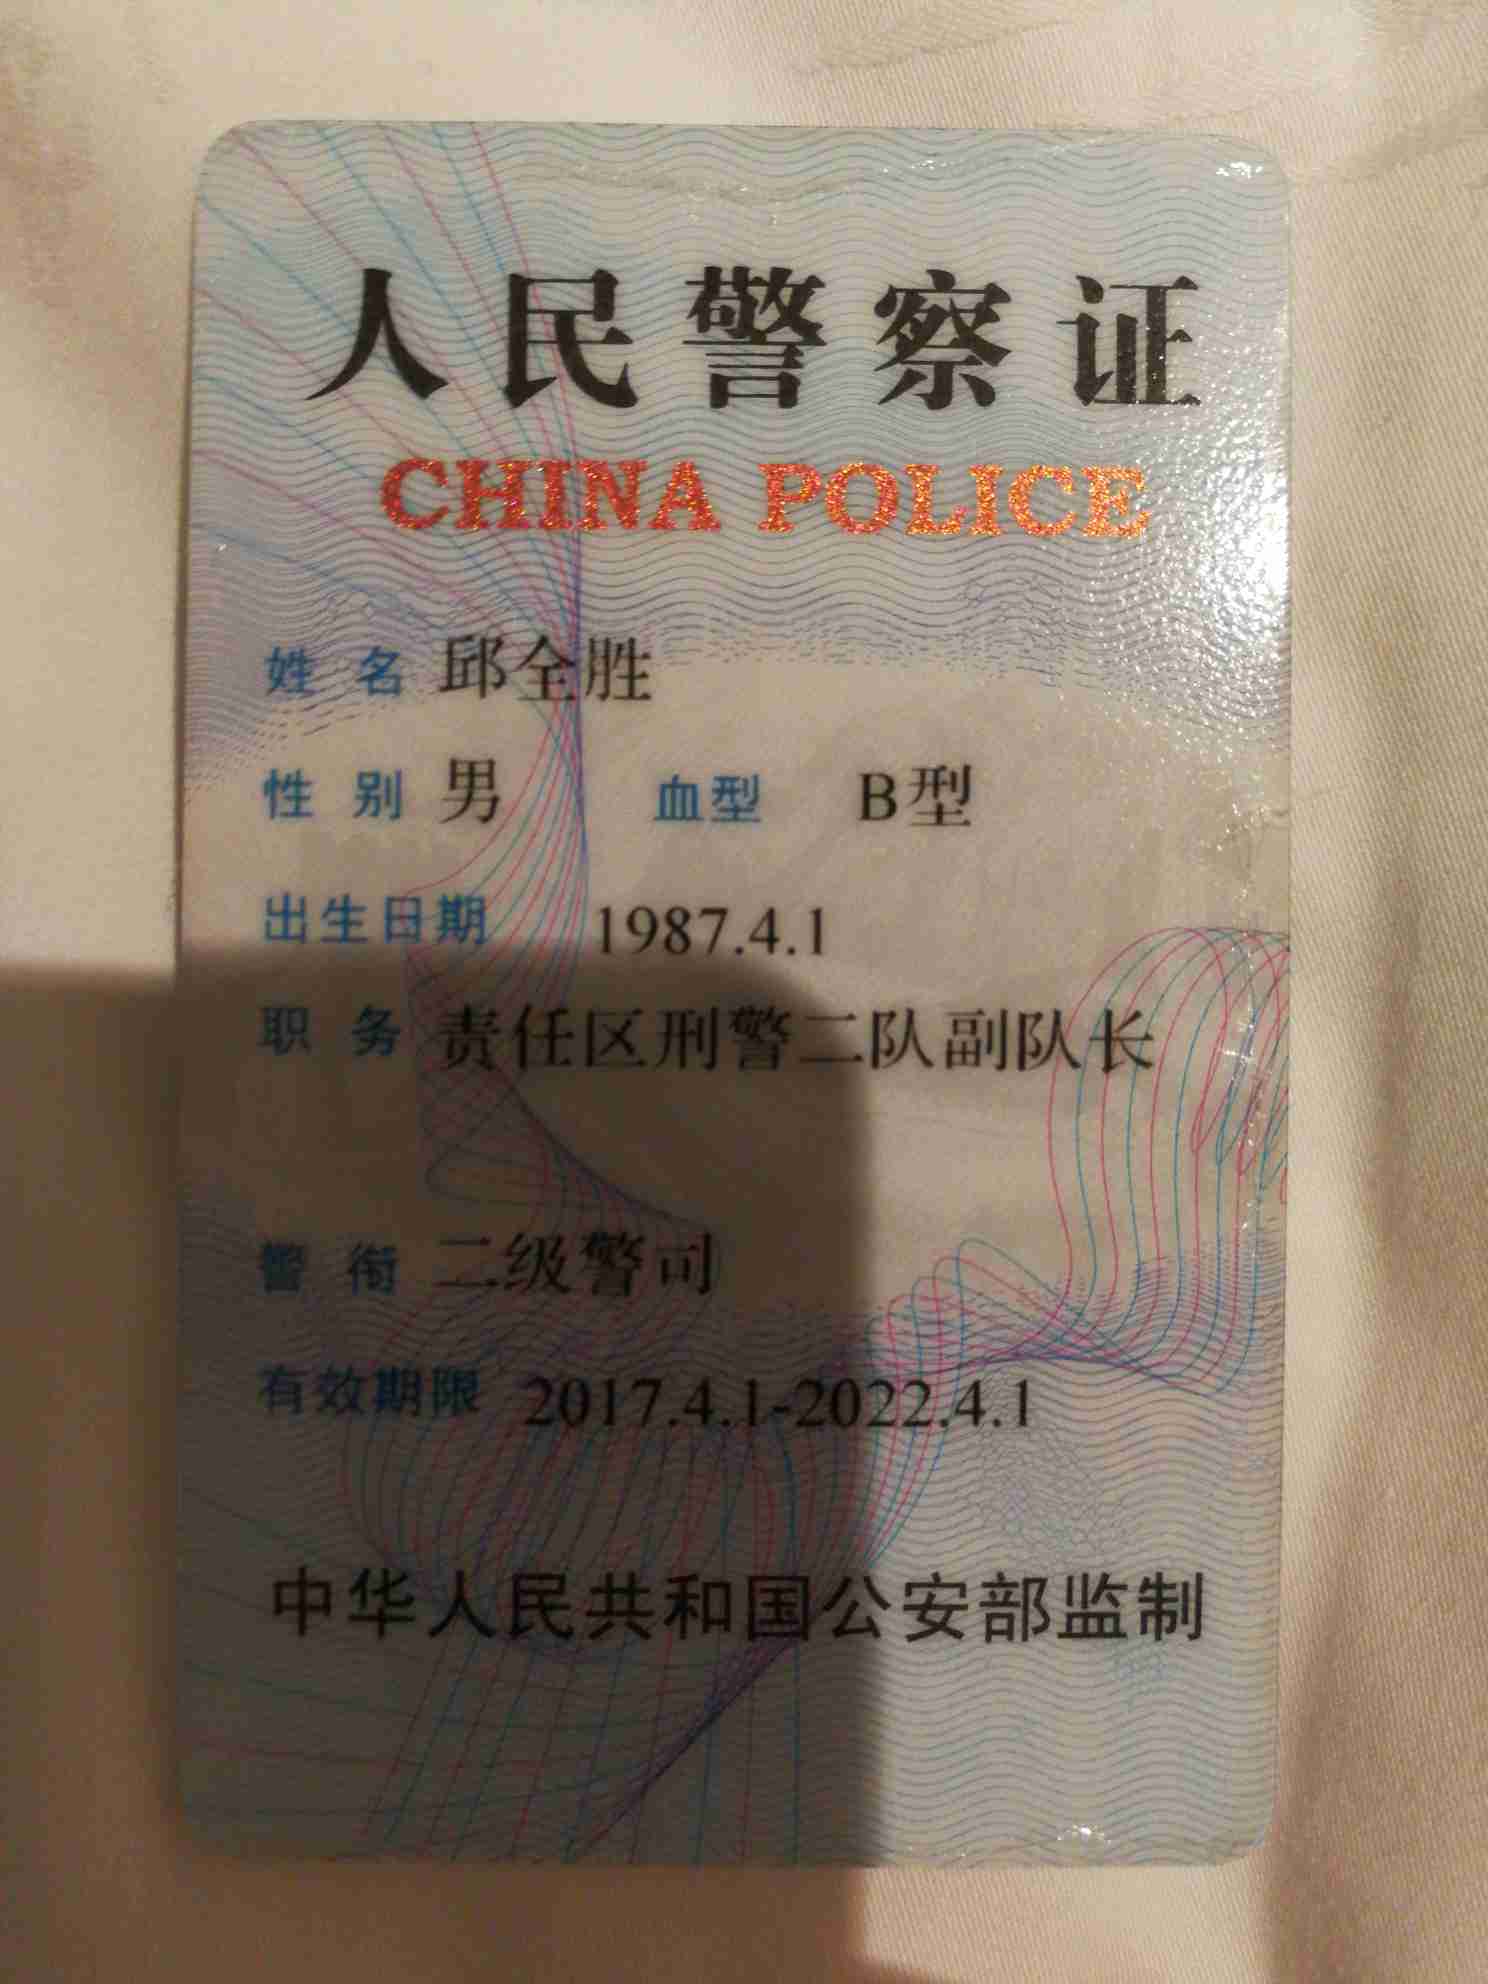 人民警察证
CHINA POLICE
姓名 邱全胜
性别 男 血型 B型
出生日期 1987.4.1
职务 责任区刑警二队副队长
警衔 二级警司
有效期限 2017.4.1-2022.4.1
中华人民共和国公安部监制